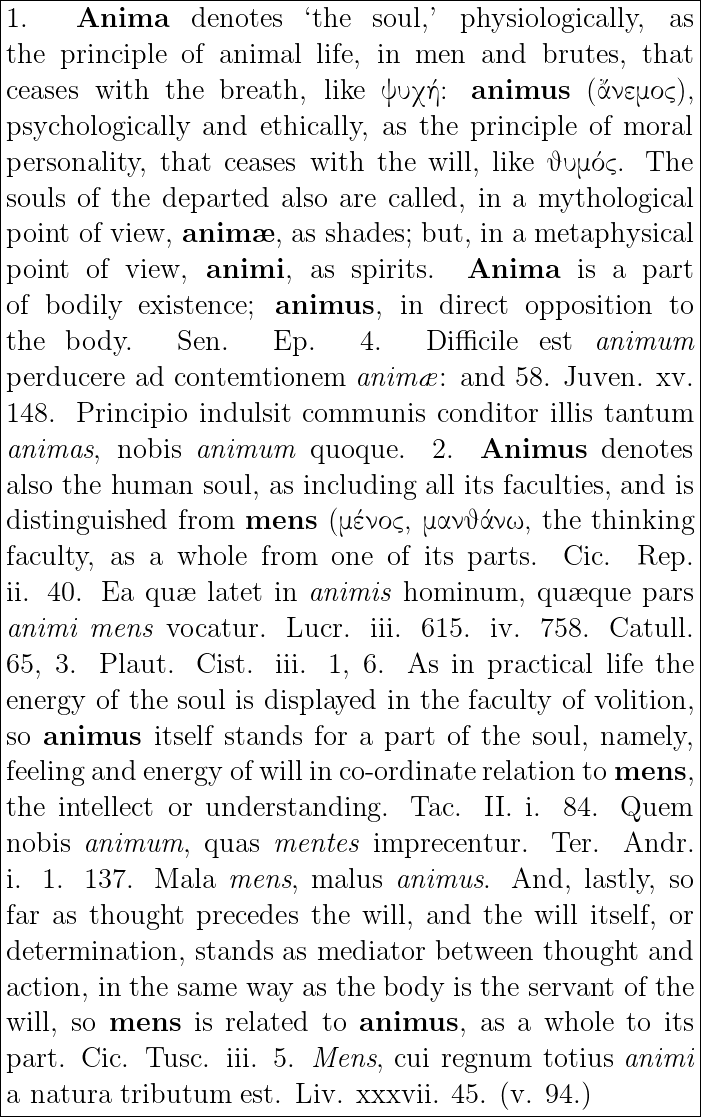 1. Anima denotes ‘the soul,’ physiologically, as
the principle of animal life, in men and brutes, that
ceases with the breath, like ψυχή: animus (ἄνεμος),
psychologically and ethically, as the principle of moral
personality, that ceases with the will, like ϑυμός. The
souls of the departed also are called, in a mythological
point of view, animæ, as shades; but, in a metaphysical
point of view, animi, as spirits. Anima is a part
of bodily existence; animus, in direct opposition to
the body. Sen. Ep. 4. Difficile est animum
perducere ad contemtionem animæ: and 58. Juven. xv.
148. Principio indulsit communis conditor illis tantum
animas, nobis animum quoque. 2. Animus denotes
also the human soul, as including all its faculties, and is
distinguished from mens (μένος, μανϑάνω, the thinking
faculty, as a whole from one of its parts. Cic. Rep.
ii. 40. Ea quæ latet in animis hominum, quæque pars
animi mens vocatur. Lucr. iii. 615. iv. 758. Catull.
65, 3. Plaut. Cist. iii. 1, 6. As in practical life the
energy of the soul is displayed in the faculty of volition,
so animus itself stands for a part of the soul, namely,
feeling and energy of will in co-ordinate relation to mens,
the intellect or understanding. Tac. II. i. 84. Quem
nobis animum, quas mentes imprecentur. Ter. Andr.
i. 1. 137. Mala mens, malus animus. And, lastly, so
far as thought precedes the will, and the will itself, or
determination, stands as mediator between thought and
action, in the same way as the body is the servant of the
will, so mens is related to animus, as a whole to its
part. Cic. Tusc. iii. 5. Mens, cui regnum totius animi
a natura tributum est. Liv. xxxvii. 45. (v. 94.)